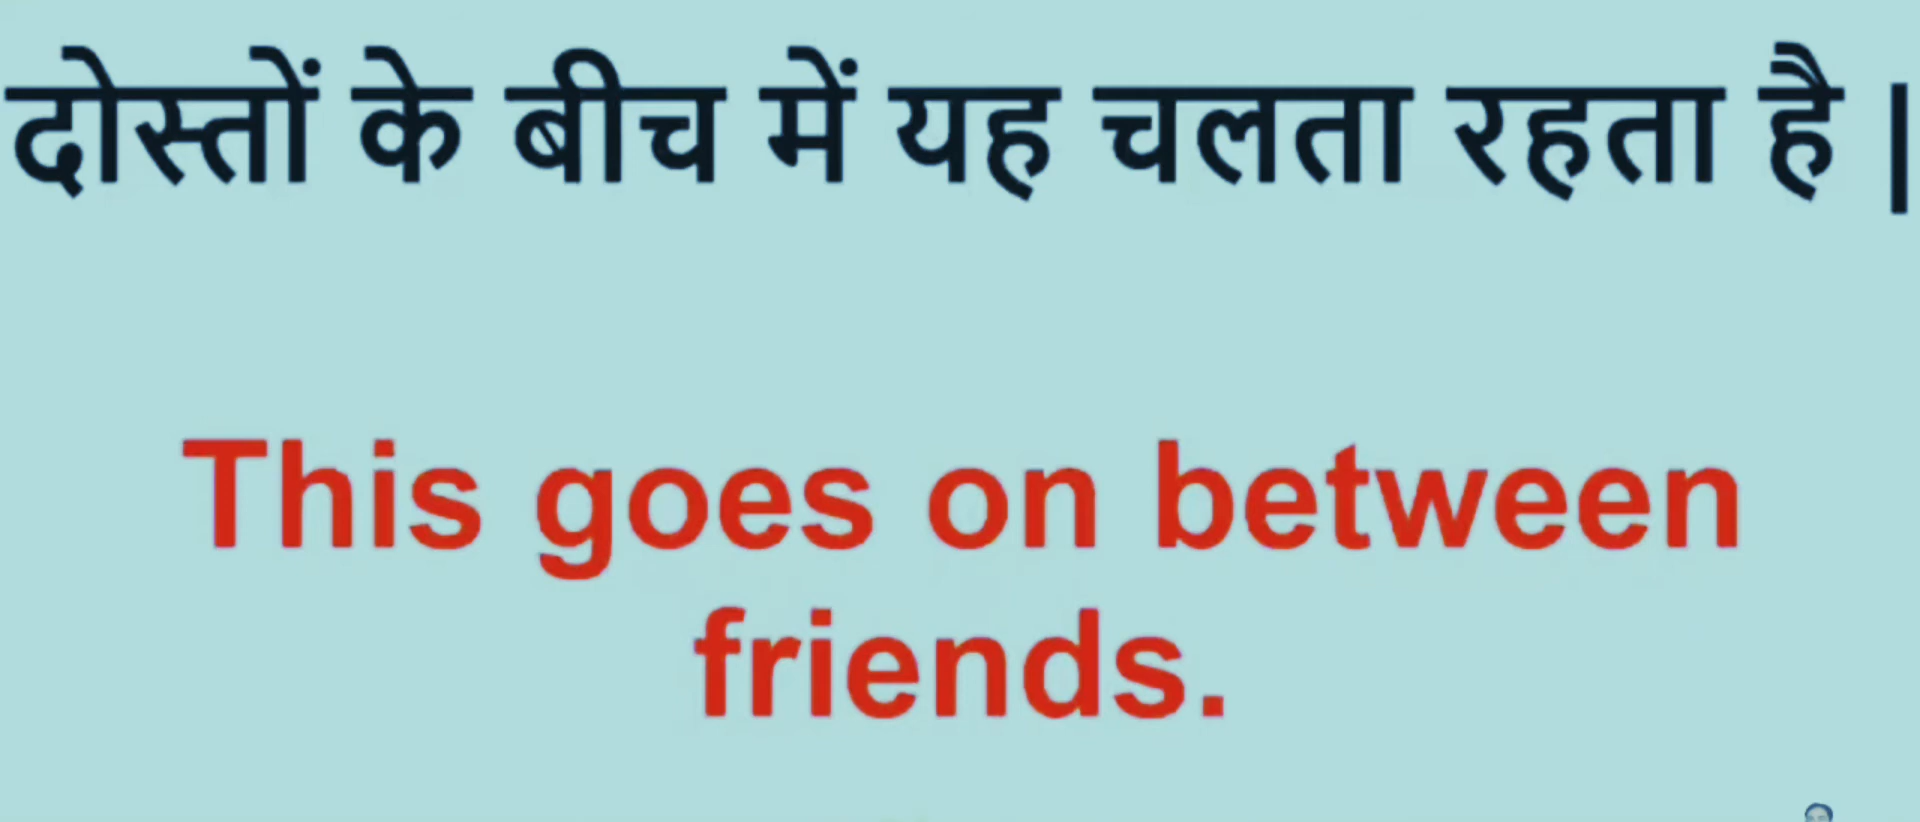 दोस्तों के बीच में यह चलता रहता है |
This goes on between
friends.